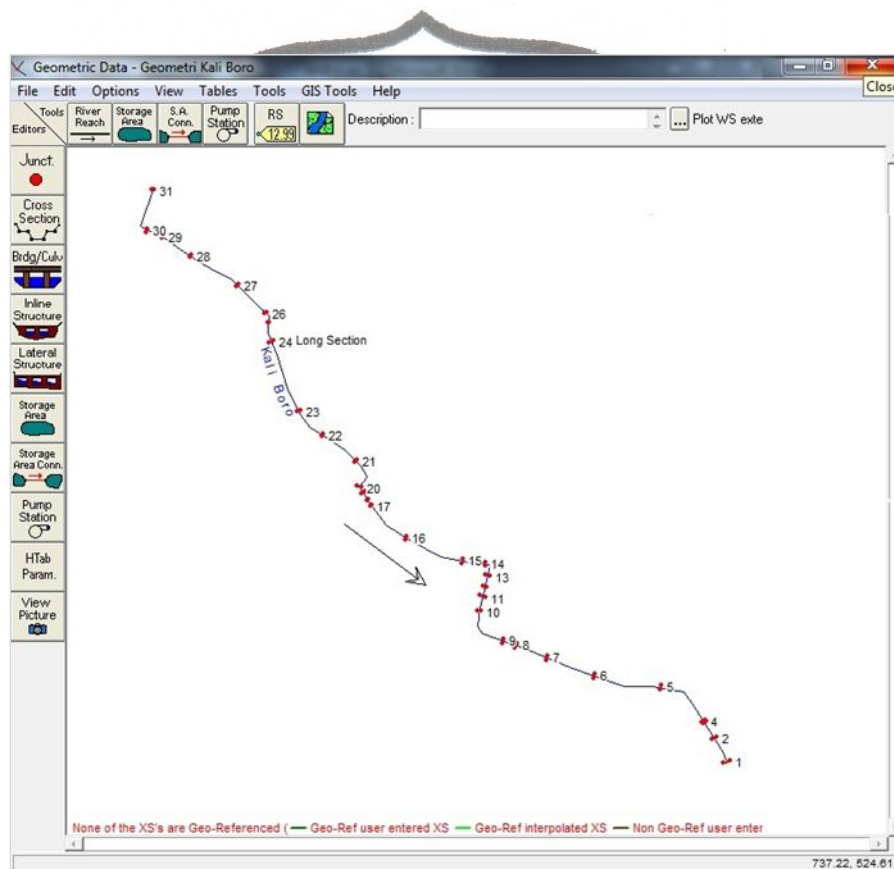 Geometric Data - Geometri Kali Boro
Close
File Edit Options View Tables Tools GIS Tools Help
Tools
Editors
River Reach
Storage Area
S.A. Conn.
Pump Station
RS
12.99
Description :
...
Plot WS exte
Junct.
Cross Section
Brdg/Culv
Inline Structure
Lateral Structure
Storage Area
Storage Area Conn.
Pump Station
HTab Param.
View Picture
31
30
29
28
27
26
24 Long Section
Kali Boro
23
22
21
20
17
16
15
14
13
11
10
9
8
7
6
5
4
2
1
None of the XS's are Geo-Referenced ( Geo-Ref user entered XS Geo-Ref interpolated XS Non Geo-Ref user enter
737.22, 524.61